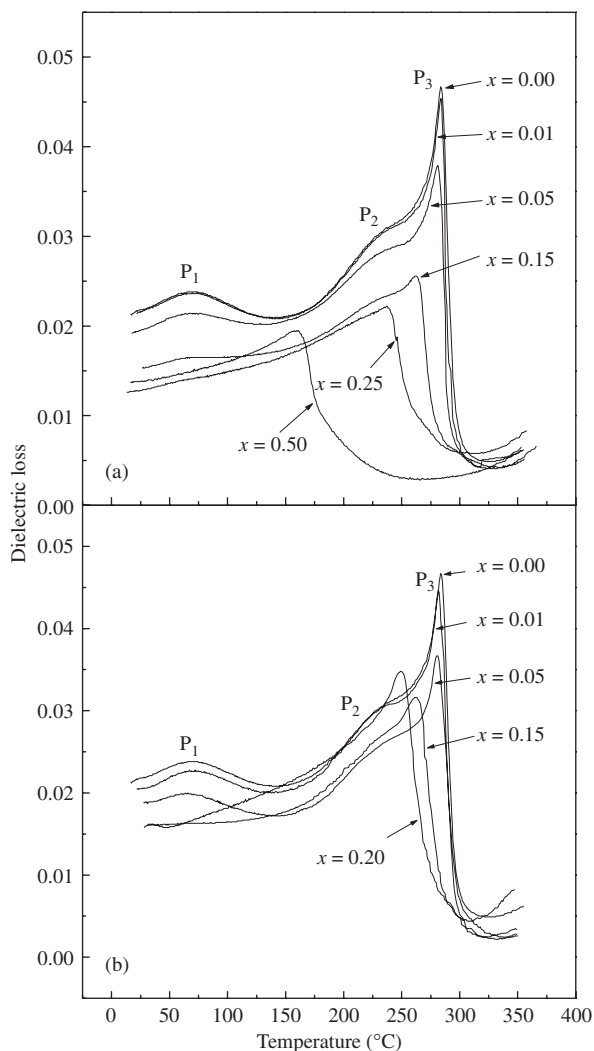 0.05
P₃
x = 0.00
0.04
x = 0.01
x = 0.05
0.03
P₂
x = 0.15
P₁
0.02
x = 0.25
0.01
x = 0.50
(a)
0.00
Dielectric loss
0.05
P₃
x = 0.00
0.04
x = 0.01
x = 0.05
0.03
P₂
x = 0.15
P₁
0.02
x = 0.20
0.01
0.00
(b)
0 50 100 150 200 250 300 350 400
Temperature (°C)